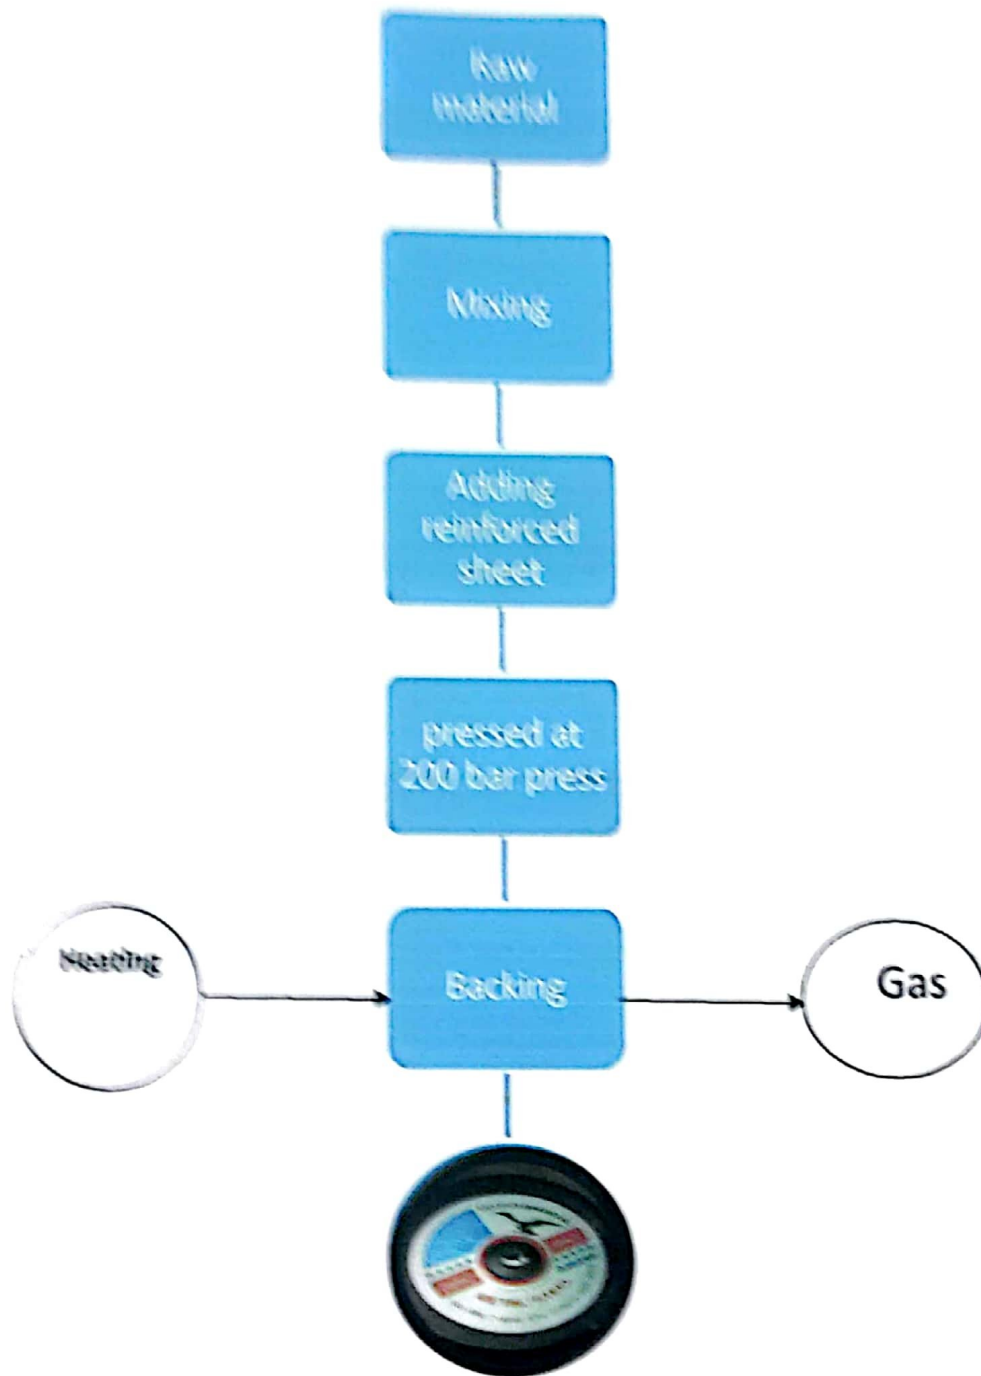 Raw
material
Mixing
Adding
reinforced
sheet
pressed at
200 bar press
Heating
Backing
Gas